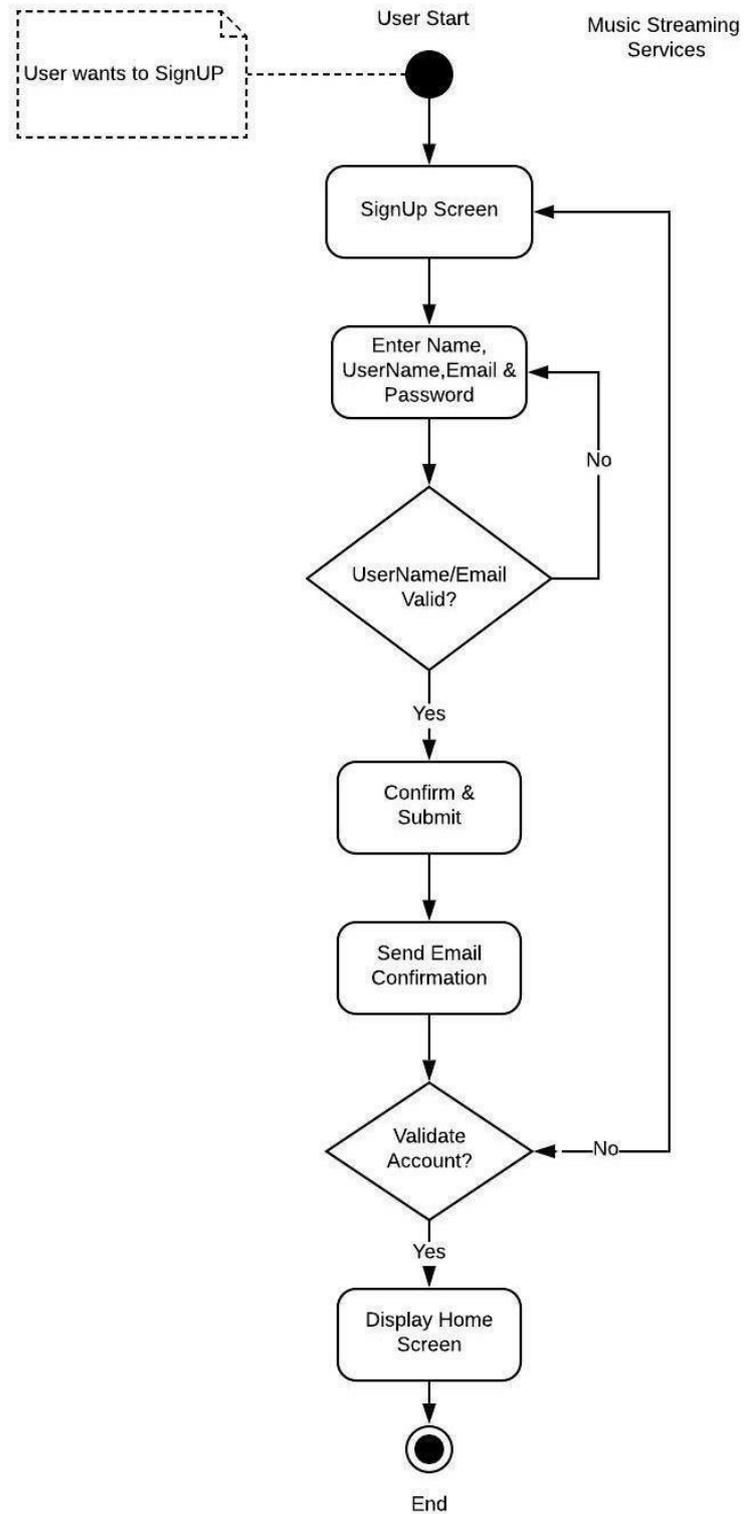 User Start
Music Streaming
Services
User wants to SignUP
SignUp Screen
Enter Name,
UserName,Email &
Password
No
UserName/Email
Valid?
Yes
Confirm &
Submit
Send Email
Confirmation
Validate
Account?
No
Yes
Display Home
Screen
End